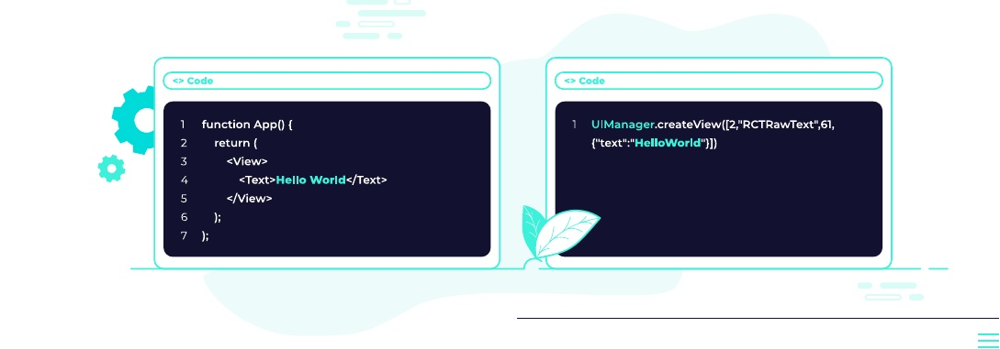 <> Code
1 function App() {
2 return (
3 <View>
4 <Text>Hello World</Text>
5 </View>
6 );
7 );
<> Code
1 UIManager.createView([2,"RCTRawText",61,
{"text":"HelloWorld"}])